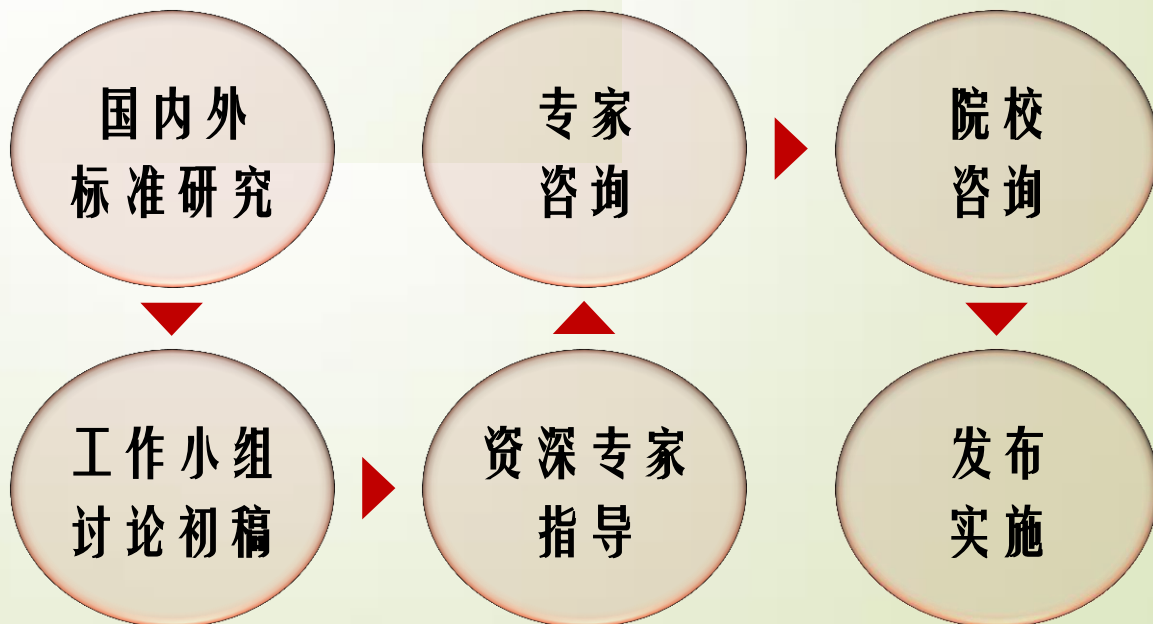 国内外
标准研究
工作小组
讨论初稿
资深专家
指导
专家
咨询
院校
咨询
发布
实施